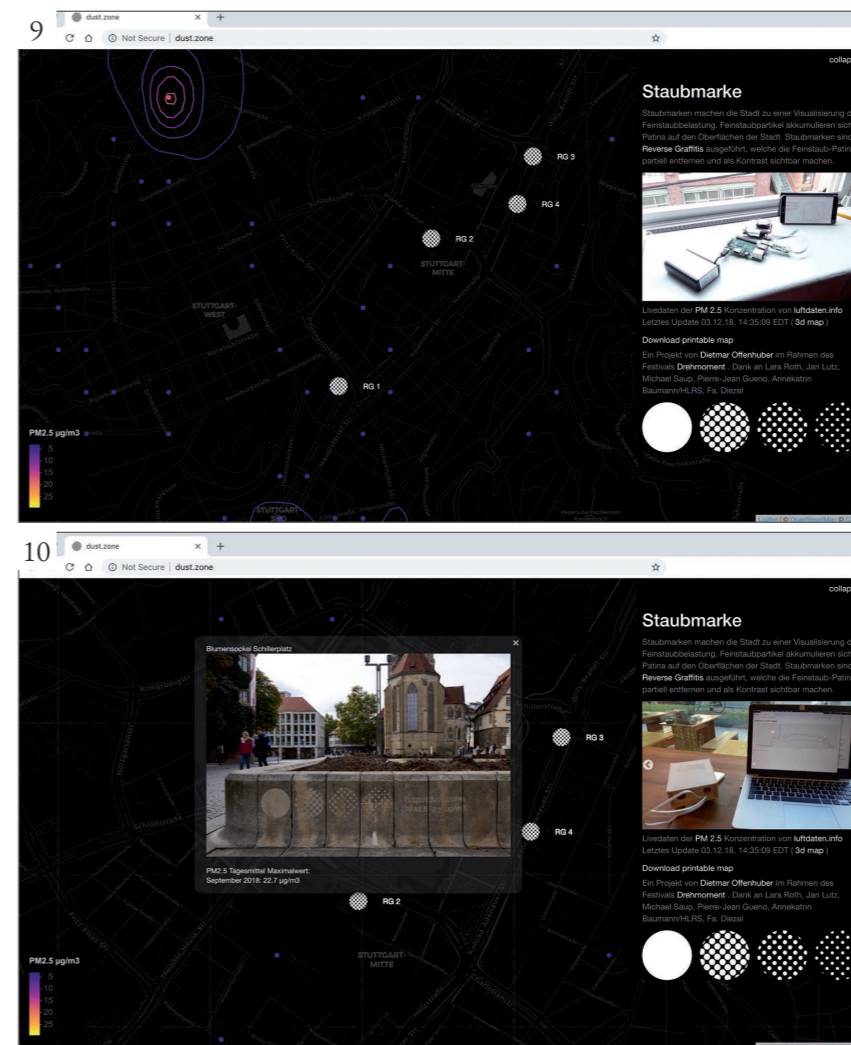 9
dust.zone
Not Secure | dust.zone
collap
Staubmarke
Staubmarken machen die Stadt zu einer Visualisierung d
Feinstaubbelastung. Feinstaubpartikel akkumulieren sich
Patina auf den Oberflächen der Stadt. Staubmarken sind
Reverse Graffitis ausgeführt, welche die Feinstaub-Patin
partiell entfernen und als Kontrast sichtbar machen.
Livedaten der PM 2.5 Konzentration von luftdaten.info
Letztes Update 03.12.18, 14:35:09 EDT ( 3d map )
Download printable map
Ein Projekt von Dietmar Offenhuber im Rahmen des
Festivals Drehmoment . Dank an Lara Roth, Jan Lutz,
Michael Saup, Pierre-Jean Gueno, Annekatrin
Baumann/HLRS, Fa. Diezel
RG 3
RG 4
RG 2
STUTTGART-
MITTE
STUTTGART-
WEST
RG 1
PM2.5 µg/m3
5
10
15
20
25
STUTTGART-
SÜD
10
dust.zone
Not Secure | dust.zone
collap
Staubmarke
Staubmarken machen die Stadt zu einer Visualisierung d
Feinstaubbelastung. Feinstaubpartikel akkumulieren sich
Patina auf den Oberflächen der Stadt. Staubmarken sind
Reverse Graffitis ausgeführt, welche die Feinstaub-Patin
partiell entfernen und als Kontrast sichtbar machen.
Livedaten der PM 2.5 Konzentration von luftdaten.info
Letztes Update 03.12.18, 14:35:09 EDT ( 3d map )
Download printable map
Ein Projekt von Dietmar Offenhuber im Rahmen des
Festivals Drehmoment . Dank an Lara Roth, Jan Lutz,
Michael Saup, Pierre-Jean Gueno, Annekatrin
Baumann/HLRS, Fa. Diezel
Blumensockel Schillerplatz
PM2.5 Tagesmittel Maximalwert:
September 2018: 22.7 µg/m3
RG 3
RG 4
RG 2
STUTTGART-
MITTE
PM2.5 µg/m3
5
10
15
20
25